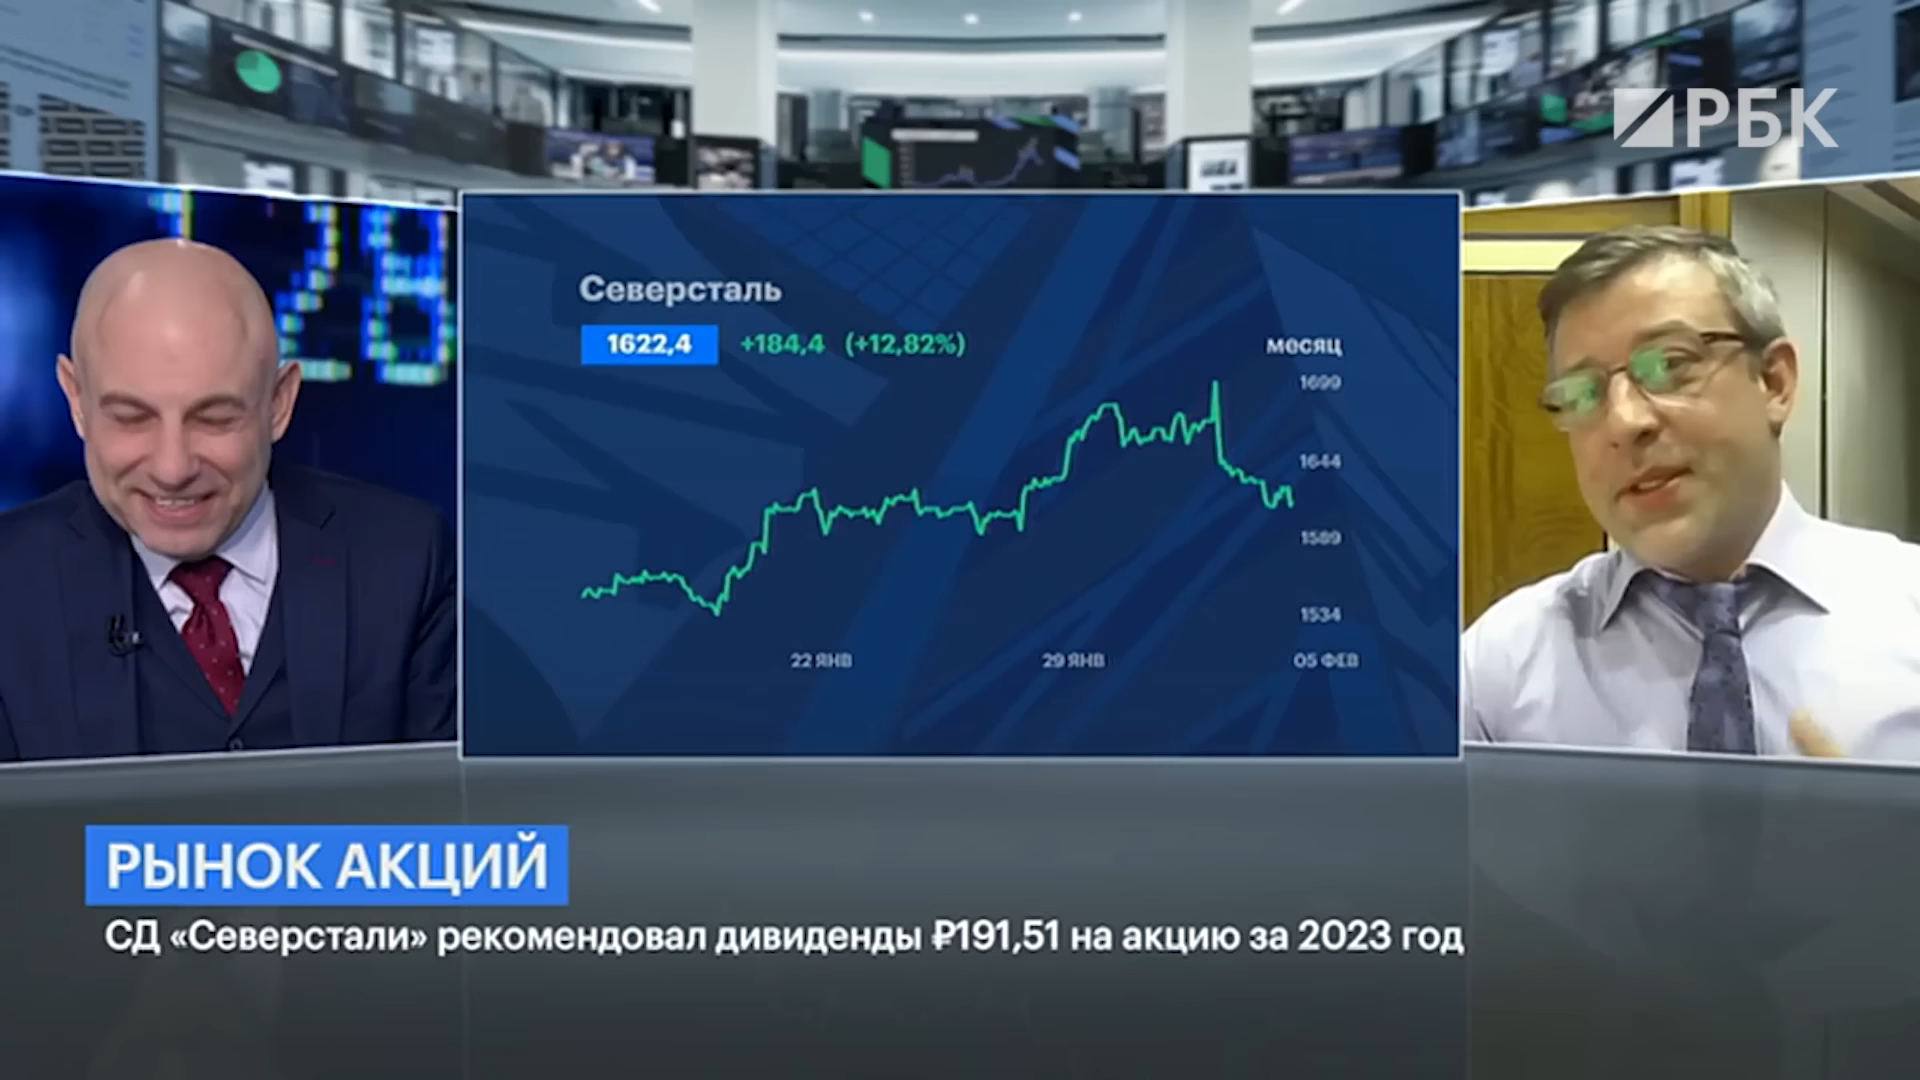 РБК
28
Северсталь
1622,4 +184,4 (+12,82%)
месяц
1699
1644
1589
1534
22 ЯНВ 29 ЯНВ 05 ФЕВ
РЫНОК АКЦИЙ
СД «Северстали» рекомендовал дивиденды ₽191,51 на акцию за 2023 год